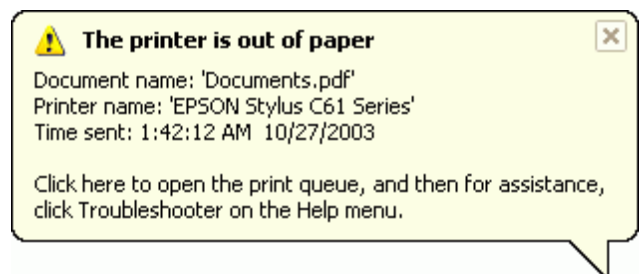 The printer is out of paper
Document name: 'Documents.pdf'
Printer name: 'EPSON Stylus C61 Series'
Time sent: 1:42:12 AM 10/27/2003
Click here to open the print queue, and then for assistance,
click Troubleshooter on the Help menu.